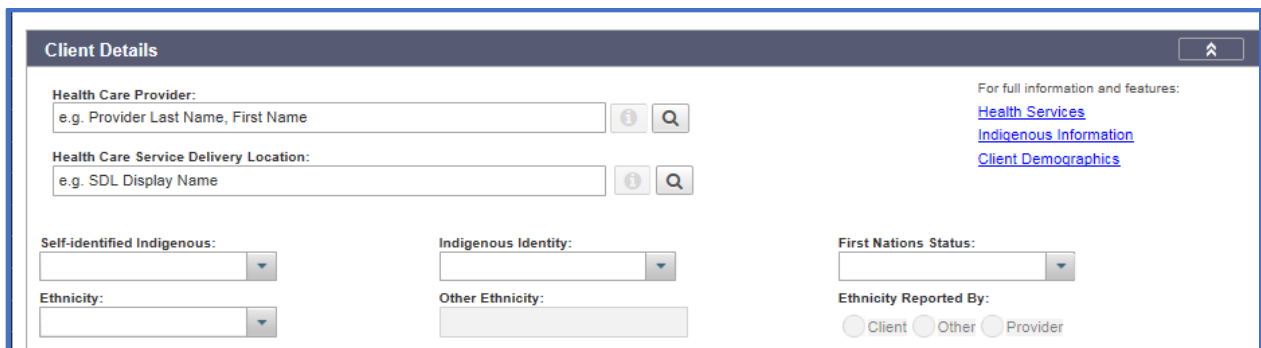 Client Details
Health Care Provider:
e.g. Provider Last Name, First Name
For full information and features:
Health Services
Indigenous Information
Client Demographics
Health Care Service Delivery Location:
e.g. SDL Display Name
Self-identified Indigenous: Indigenous Identity: First Nations Status:
Ethnicity: Other Ethnicity: Ethnicity Reported By:
Client Other Provider